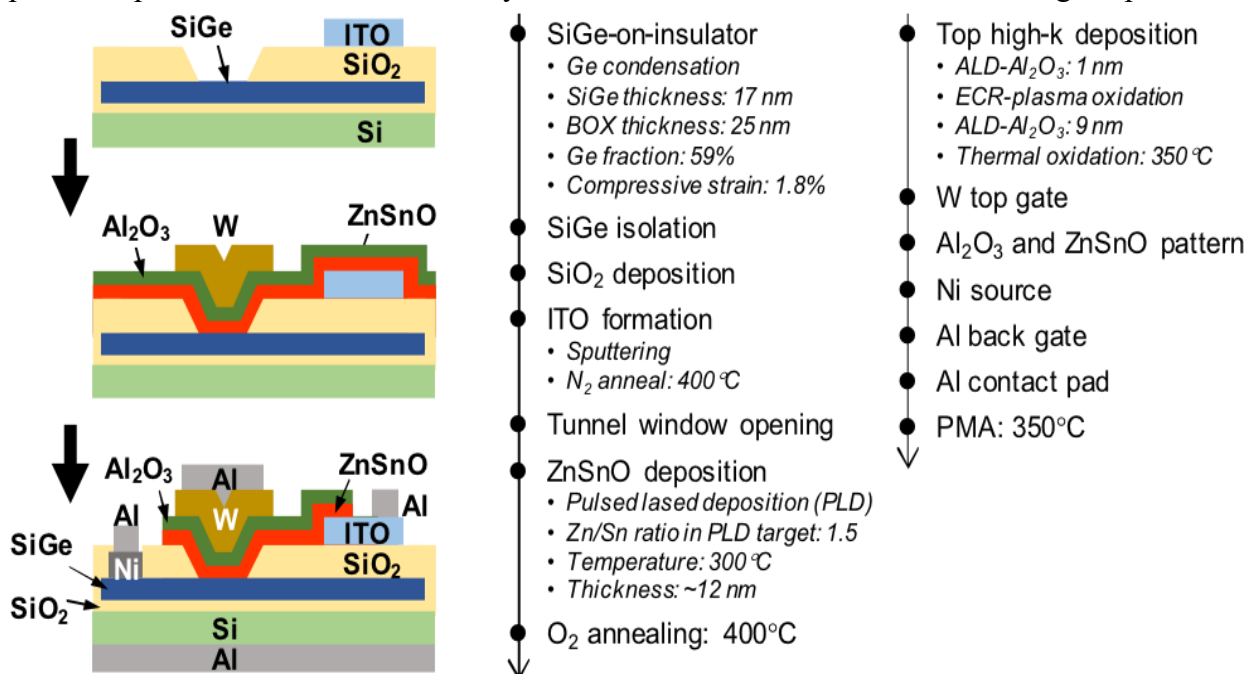 SiGe
ITO
SiO2
Si
Al2O3
W
ZnSnO
Al2O3
Al
ZnSnO
Al
Al
W
SiGe
Ni
ITO
SiO2
SiO2
Si
Al
SiGe-on-insulator
• Ge condensation
• SiGe thickness: 17 nm
• BOX thickness: 25 nm
• Ge fraction: 59%
• Compressive strain: 1.8%
SiGe isolation
SiO2 deposition
ITO formation
• Sputtering
• N2 anneal: 400°C
Tunnel window opening
ZnSnO deposition
• Pulsed lased deposition (PLD)
• Zn/Sn ratio in PLD target: 1.5
• Temperature: 300°C
• Thickness: ~12 nm
O2 annealing: 400°C
Top high-k deposition
• ALD-Al2O3: 1 nm
• ECR-plasma oxidation
• ALD-Al2O3: 9 nm
• Thermal oxidation: 350°C
W top gate
Al2O3 and ZnSnO pattern
Ni source
Al back gate
Al contact pad
PMA: 350°C